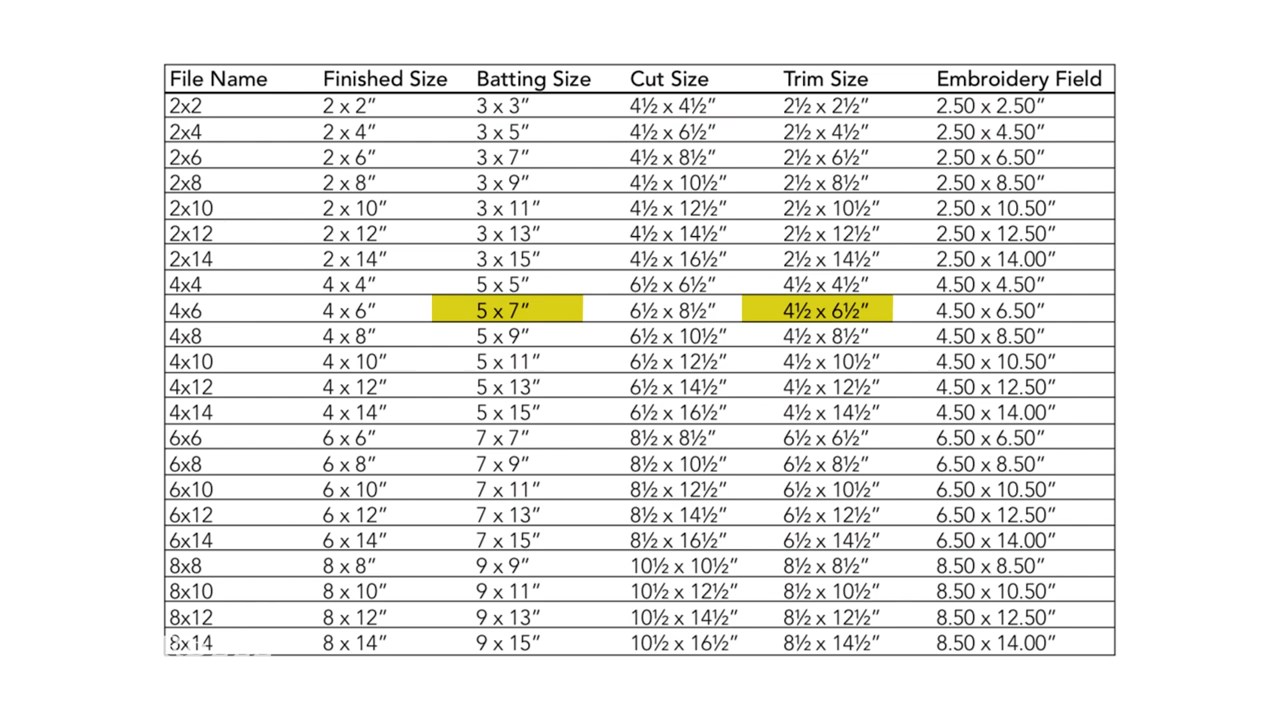 File Name Finished Size Batting Size Cut Size Trim Size Embroidery Field
2x2 2 x 2” 3 x 3” 4½ x 4½” 2½ x 2½” 2.50 x 2.50”
2x4 2 x 4” 3 x 5” 4½ x 6½” 2½ x 4½” 2.50 x 4.50”
2x6 2 x 6” 3 x 7” 4½ x 8½” 2½ x 6½” 2.50 x 6.50”
2x8 2 x 8” 3 x 9” 4½ x 10½” 2½ x 8½” 2.50 x 8.50”
2x10 2 x 10” 3 x 11” 4½ x 12½” 2½ x 10½” 2.50 x 10.50”
2x12 2 x 12” 3 x 13” 4½ x 14½” 2½ x 12½” 2.50 x 12.50”
2x14 2 x 14” 3 x 15” 4½ x 16½” 2½ x 14½” 2.50 x 14.00”
4x4 4 x 4” 5 x 5” 6½ x 6½” 4½ x 4½” 4.50 x 4.50”
4x6 4 x 6” 5 x 7” 6½ x 8½” 4½ x 6½” 4.50 x 6.50”
4x8 4 x 8” 5 x 9” 6½ x 10½” 4½ x 8½” 4.50 x 8.50”
4x10 4 x 10” 5 x 11” 6½ x 12½” 4½ x 10½” 4.50 x 10.50”
4x12 4 x 12” 5 x 13” 6½ x 14½” 4½ x 12½” 4.50 x 12.50”
4x14 4 x 14” 5 x 15” 6½ x 16½” 4½ x 14½” 4.50 x 14.00”
6x6 6 x 6” 7 x 7” 8½ x 8½” 6½ x 6½” 6.50 x 6.50”
6x8 6 x 8” 7 x 9” 8½ x 10½” 6½ x 8½” 6.50 x 8.50”
6x10 6 x 10” 7 x 11” 8½ x 12½” 6½ x 10½” 6.50 x 10.50”
6x12 6 x 12” 7 x 13” 8½ x 14½” 6½ x 12½” 6.50 x 12.50”
6x14 6 x 14” 7 x 15” 8½ x 16½” 6½ x 14½” 6.50 x 14.00”
8x8 8 x 8” 9 x 9” 10½ x 10½” 8½ x 8½” 8.50 x 8.50”
8x10 8 x 10” 9 x 11” 10½ x 12½” 8½ x 10½” 8.50 x 10.50”
8x12 8 x 12” 9 x 13” 10½ x 14½” 8½ x 12½” 8.50 x 12.50”
8x14 8 x 14” 9 x 15” 10½ x 16½” 8½ x 14½” 8.50 x 14.00”